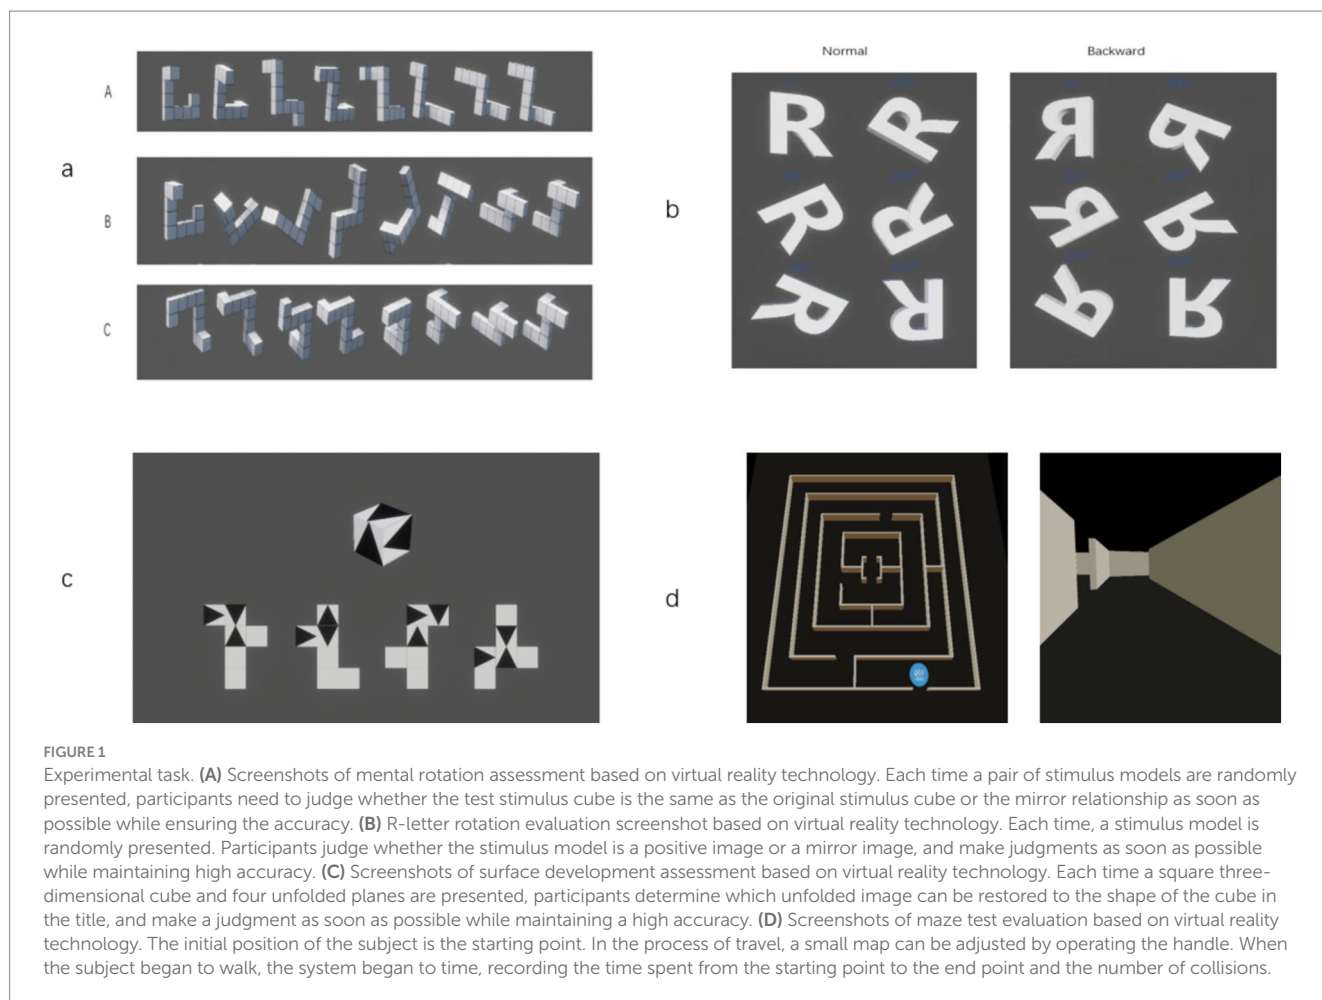 Normal
Backward
A
a
B
C
b
c
d
FIGURE 1
Experimental task. (A) Screenshots of mental rotation assessment based on virtual reality technology. Each time a pair of stimulus models are randomly
presented, participants need to judge whether the test stimulus cube is the same as the original stimulus cube or the mirror relationship as soon as
possible while ensuring the accuracy. (B) R-letter rotation evaluation screenshot based on virtual reality technology. Each time, a stimulus model is
randomly presented. Participants judge whether the stimulus model is a positive image or a mirror image, and make judgments as soon as possible
while maintaining high accuracy. (C) Screenshots of surface development assessment based on virtual reality technology. Each time a square three-
dimensional cube and four unfolded planes are presented, participants determine which unfolded image can be restored to the shape of the cube in
the title, and make a judgment as soon as possible while maintaining a high accuracy. (D) Screenshots of maze test evaluation based on virtual reality
technology. The initial position of the subject is the starting point. In the process of travel, a small map can be adjusted by operating the handle. When
the subject began to walk, the system began to time, recording the time spent from the starting point to the end point and the number of collisions.